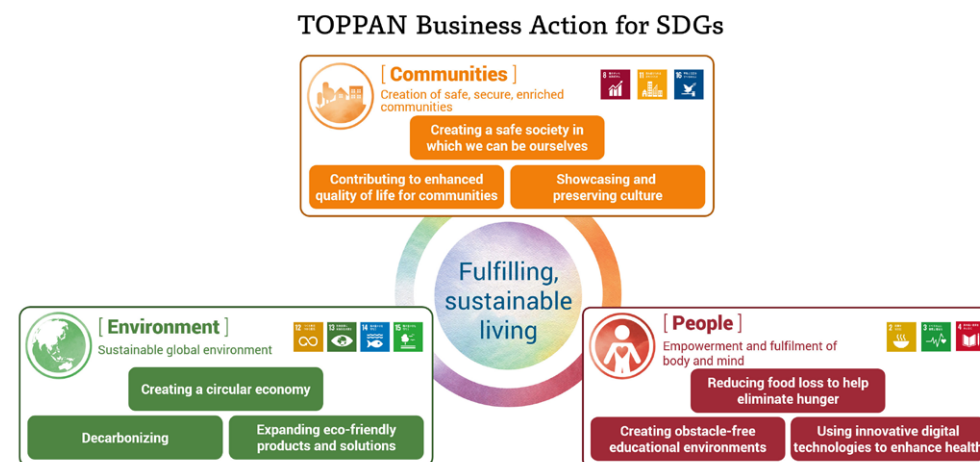 TOPPAN Business Action for SDGs
[ Communities ]
Creation of safe, secure, enriched
communities
8
11
16
Creating a safe society in
which we can be ourselves
Contributing to enhanced
quality of life for communities
Showcasing and
preserving culture
Fulfilling,
sustainable
living
[ Environment ]
Sustainable global environment
12
13
14
15
Creating a circular economy
Decarbonizing
Expanding eco-friendly
products and solutions
[ People ]
Empowerment and fulfilment of
body and mind
2
3
4
Reducing food loss to help
eliminate hunger
Creating obstacle-free
educational environments
Using innovative digital
technologies to enhance health